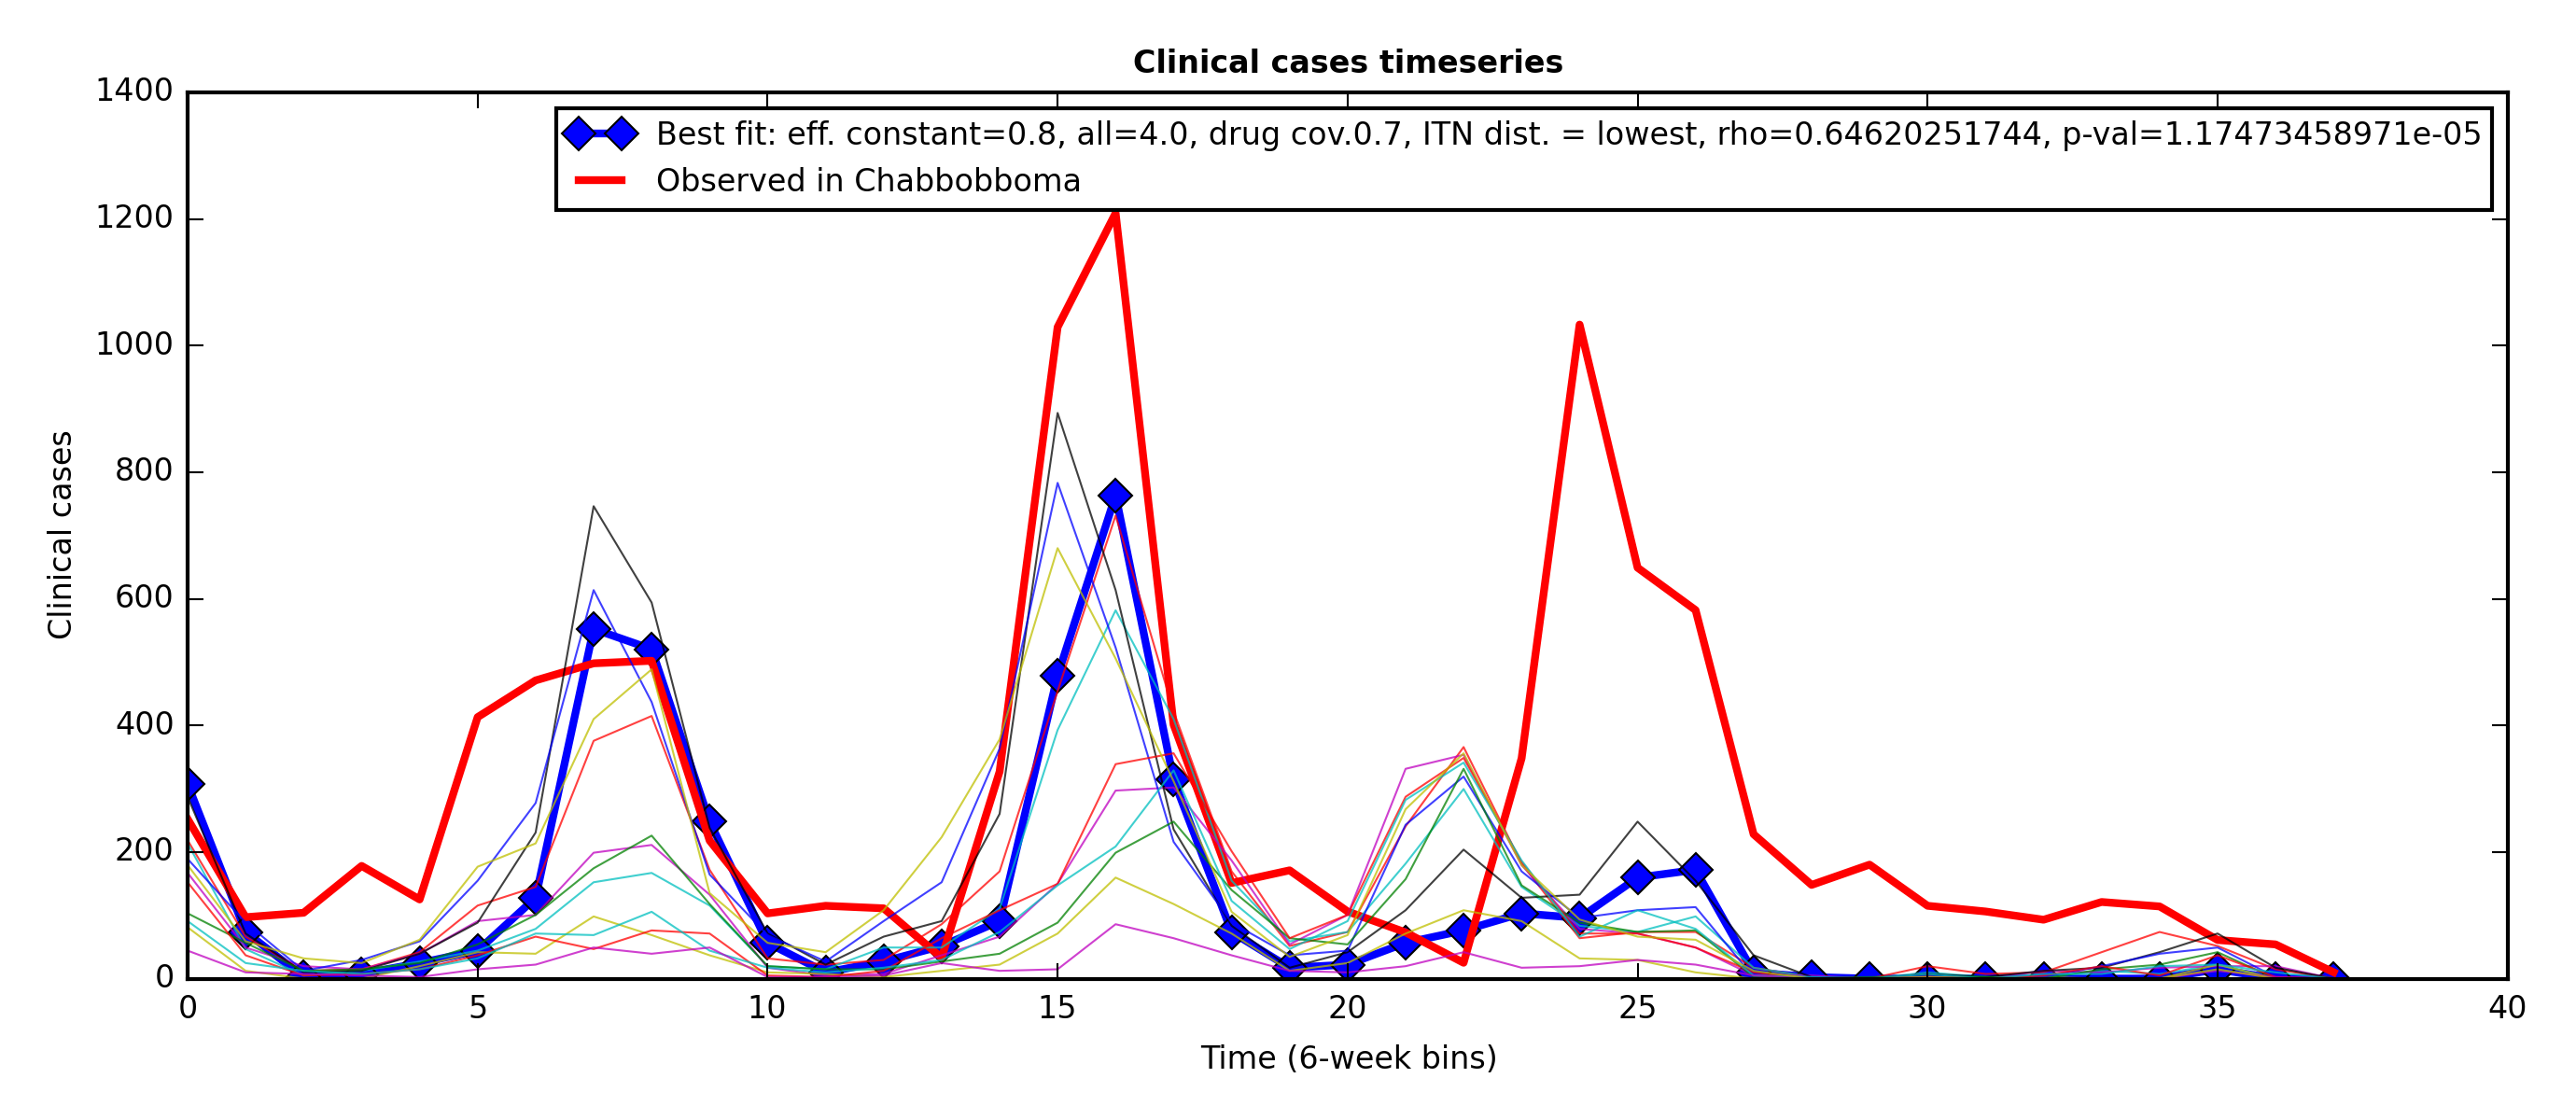 Clinical cases timeseries
1400
1200
1000
800
600
400
200
0
Clinical cases
Best fit: eff. constant=0.8, all=4.0, drug cov.0.7, ITN dist. = lowest, rho=0.64620251744, p-val=1.17473458971e-05
Observed in Chabbobboma
0 5 10 15 20 25 30 35 40
Time (6-week bins)